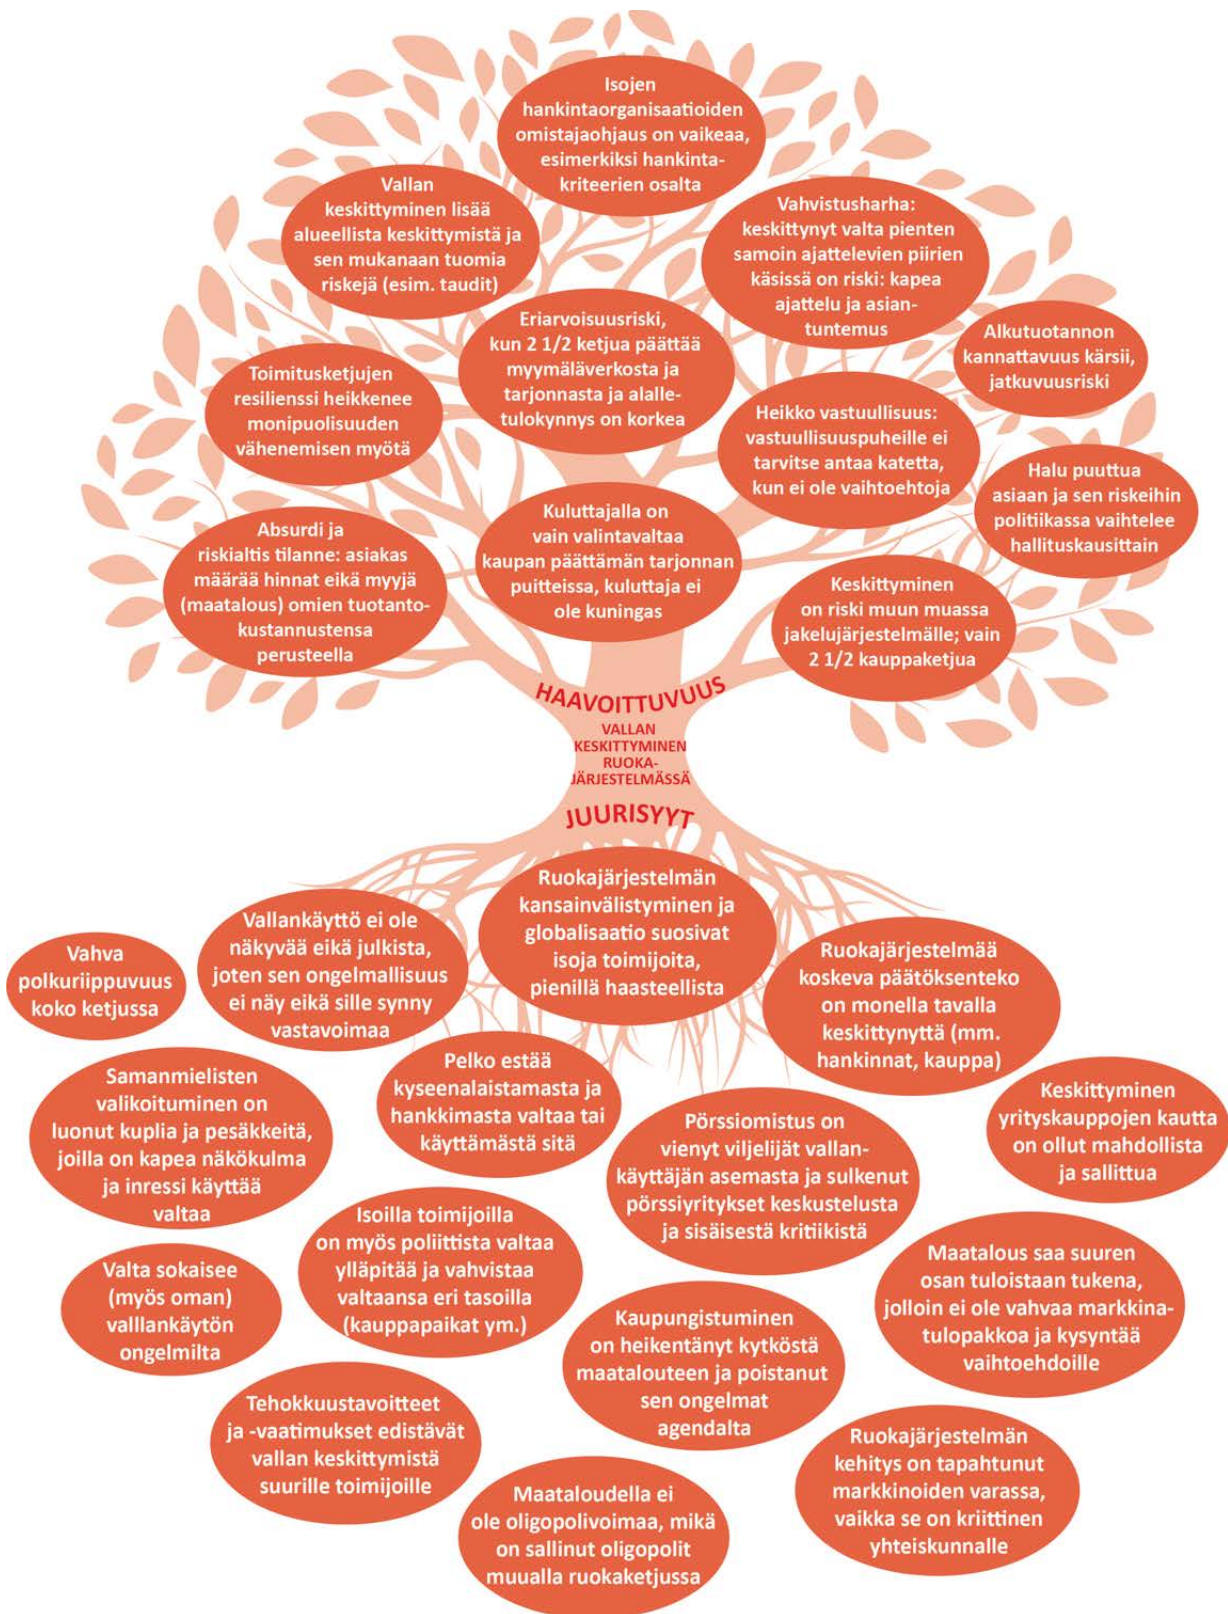 Isojen
hankintaorganisaatioiden
omistajaohjaus on vaikeaa,
esimerkiksi hankinta-
kriteerien osalta
Vallan
keskittyminen lisää
alueellista keskittymistä ja
sen mukanaan tuomia
riskejä (esim. taudit)
Vahvistusharha:
keskittynyt valta pienten
samoin ajattelevien piirien
käsissä on riski: kapea
ajattelu ja asian-
tuntemus
Eriarvoisuusriski,
kun 2 1/2 ketjua päättää
myymäläverkosta ja
tarjonnasta ja alalle-
tulokynnys on korkea
Alkutuotannon
kannattavuus kärsii,
jatkuvuusriski
Toimitusketjujen
resilienssi heikkenee
monipuolisuuden
vähenemisen myötä
Heikko vastuullisuus:
vastuullisuuspuheille ei
tarvitse antaa katetta,
kun ei ole vaihtoehtoja
Halu puuttua
asiaan ja sen riskeihin
politiikassa vaihtelee
hallituskausittain
Kuluttajalla on
vain valintavaltaa
kaupan päättämän tarjonnan
puitteissa, kuluttaja ei
ole kuningas
Absurdi ja
riskialtis tilanne: asiakas
määrää hinnat eikä myyjä
(maatalous) omien tuotanto-
kustannustensa
perusteella
Keskittyminen
on riski muun muassa
jakelujärjestelmälle; vain
2 1/2 kauppaketjua
HAAVOITTUVUUS
VALLAN
KESKITTYMINEN
RUOKA-
JÄRJESTELMÄSSÄ
JUURISYYT
Ruokajärjestelmän
kansainvälistyminen ja
globalisaatio suosivat
isoja toimijoita,
pienillä haasteellista
Vallankäyttö ei ole
näkyvää eikä julkista,
joten sen ongelmallisuus
ei näy eikä sille synny
vastavoimaa
Vahva
polkuriippuvuus
koko ketjussa
Ruokajärjestelmää
koskeva päätöksenteko
on monella tavalla
keskittynyttä (mm.
hankinnat, kauppa)
Pelko estää
kyseenalaistamasta ja
hankkimasta valtaa tai
käyttämästä sitä
Samanmielisten
valikoituminen on
luonut kuplia ja pesäkkeitä,
joilla on kapea näkökulma
ja inressi käyttää
valtaa
Keskittyminen
yrityskauppojen kautta
on ollut mahdollista
ja sallittua
Pörssiomistus on
vienyt viljelijät vallan-
käyttäjän asemasta ja sulkenut
pörssiyritykset keskustelusta
ja sisäisestä kritiikistä
Isoilla toimijoilla
on myös poliittista valtaa
ylläpitää ja vahvistaa
valtaansa eri tasoilla
(kauppapaikat ym.)
Maatalous saa suuren
osan tuloistaan tukena,
jolloin ei ole vahvaa markkina-
tulopakkoa ja kysyntää
vaihtoehdoille
Valta sokaisee
(myös oman)
valllankäytön
ongelmilta
Kaupungistuminen
on heikentänyt kytköstä
maatalouteen ja poistanut
sen ongelmat
agendalta
Tehokkuustavoitteet
ja -vaatimukset edistävät
vallan keskittymistä
suurille toimijoille
Ruokajärjestelmän
kehitys on tapahtunut
markkinoiden varassa,
vaikka se on kriittinen
yhteiskunnalle
Maataloudella ei
ole oligopolivoimaa, mikä
on sallinut oligopolit
muualla ruokaketjussa